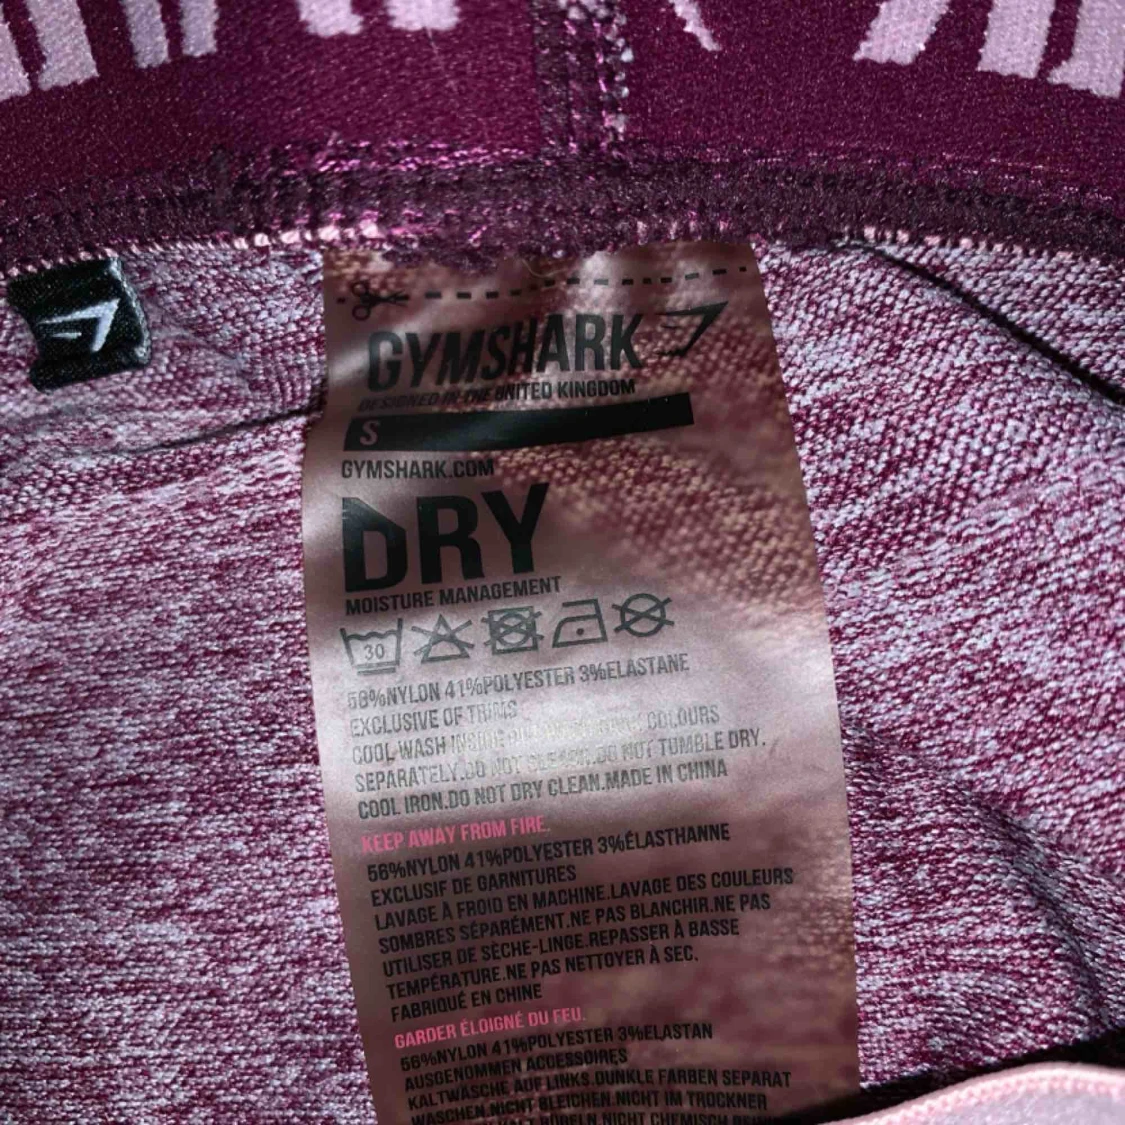 GYMSHARK
DESIGNED IN THE UNITED KINGDOM
S
GYMSHARK.COM
DRY
MOISTURE MANAGEMENT
30
56%NYLON 41%POLYESTER 3%ELASTANE
EXCLUSIVE OF TRIMS
COOL WASH INSIDE COLOURS
SEPARATELY.DO NOT BLEACH.DO NOT TUMBLE DRY.
COOL IRON.DO NOT DRY CLEAN.MADE IN CHINA
KEEP AWAY FROM FIRE.
56%NYLON 41%POLYESTER 3%ÉLASTHANNE
EXCLUSIF DE GARNITURES
LAVAGE À FROID EN MACHINE.LAVAGE DES COULEURS
SOMBRES SÉPARÉMENT.NE PAS BLANCHIR.NE PAS
UTILISER DE SÈCHE-LINGE.REPASSER À BASSE
TEMPÉRATURE.NE PAS NETTOYER À SEC.
FABRIQUÉ EN CHINE
GARDER ÉLOIGNÉ DU FEU.
56%NYLON 41%POLYESTER 3%ELASTAN
AUSGENOMMEN ACCESSOIRES
KALTWÄSCHE AUF LINKS.DUNKLE FARBEN SEPARAT
WASCHEN.NICHT BLEICHEN.NICHT IM TROCKNER
NICHT CHEMISCH